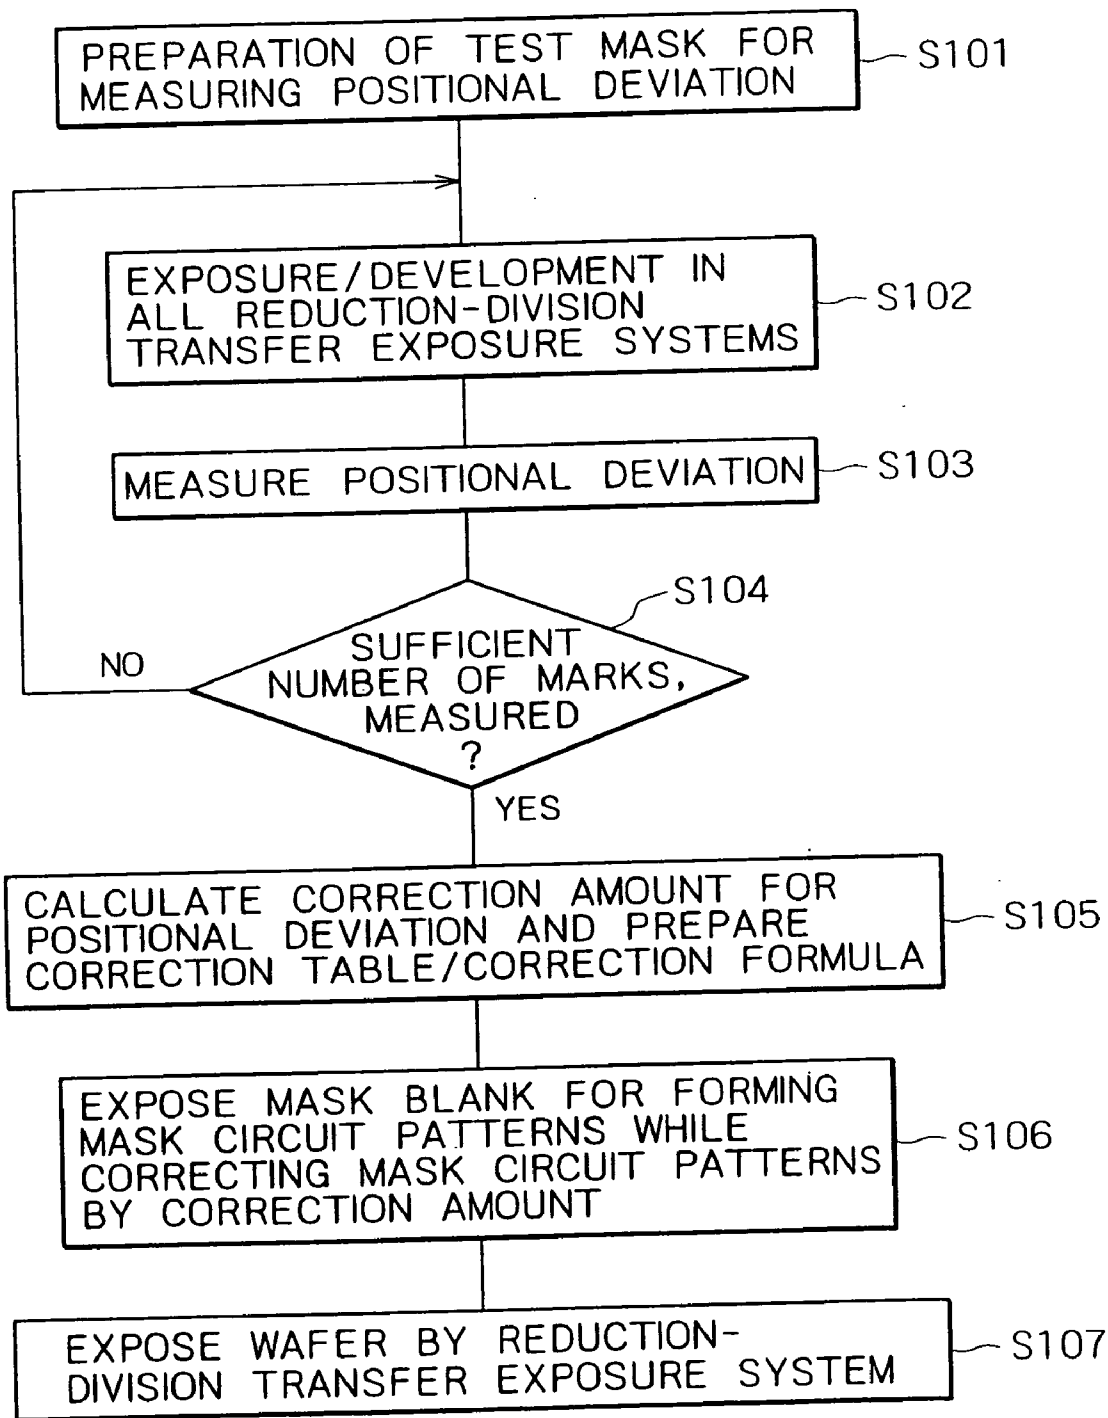 PREPARATION OF TEST MASK FOR
MEASURING POSITIONAL DEVIATION
S101
EXPOSURE/DEVELOPMENT IN
ALL REDUCTION-DIVISION
TRANSFER EXPOSURE SYSTEMS
S102
MEASURE POSITIONAL DEVIATION
S103
S104
SUFFICIENT
NUMBER OF MARKS,
MEASURED
?
NO
YES
CALCULATE CORRECTION AMOUNT FOR
POSITIONAL DEVIATION AND PREPARE
CORRECTION TABLE/CORRECTION FORMULA
S105
EXPOSE MASK BLANK FOR FORMING
MASK CIRCUIT PATTERNS WHILE
CORRECTING MASK CIRCUIT PATTERNS
BY CORRECTION AMOUNT
S106
EXPOSE WAFER BY REDUCTION-
DIVISION TRANSFER EXPOSURE SYSTEM
S107